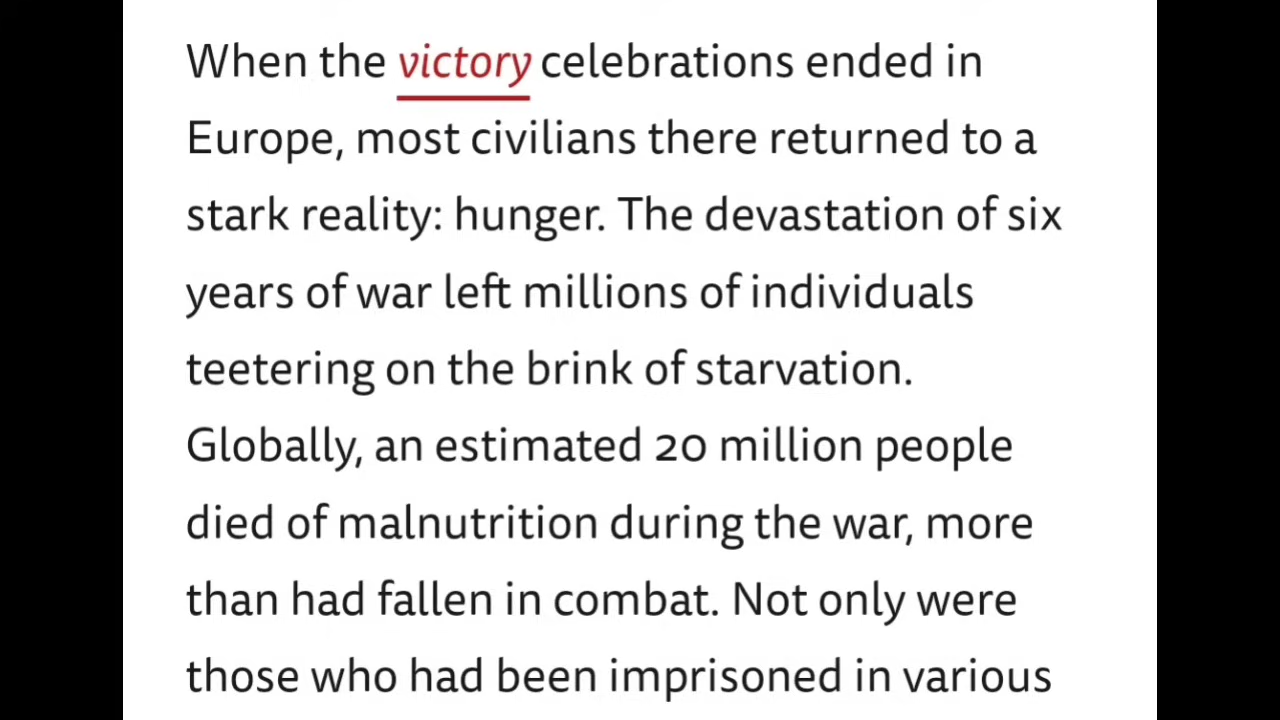 When the victory celebrations ended in
Europe, most civilians there returned to a
stark reality: hunger. The devastation of six
years of war left millions of individuals
teetering on the brink of starvation.
Globally, an estimated 20 million people
died of malnutrition during the war, more
than had fallen in combat. Not only were
those who had been imprisoned in various